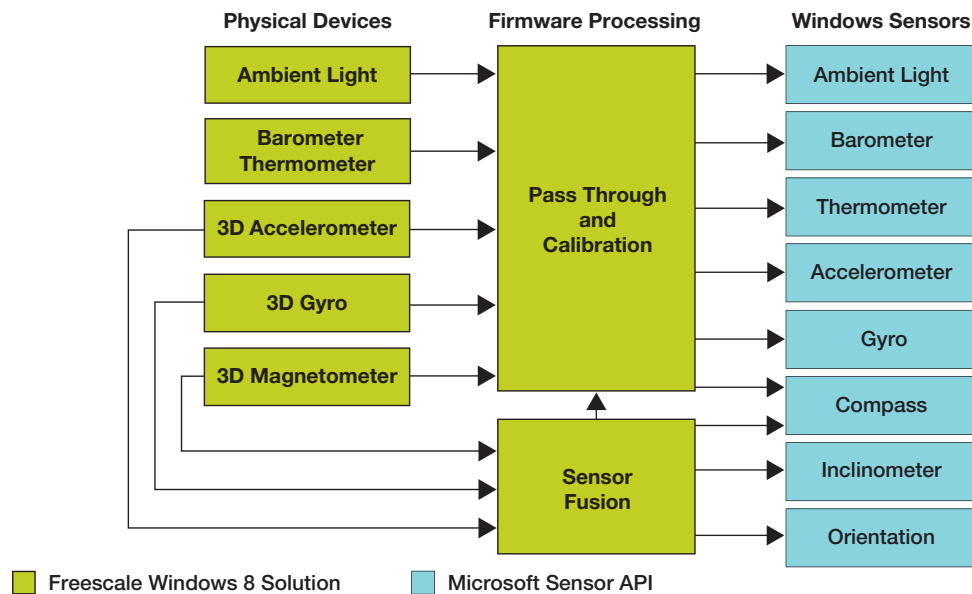 Physical Devices
Firmware Processing
Windows Sensors
Ambient Light
Barometer
Thermometer
3D Accelerometer
3D Gyro
3D Magnetometer
Pass Through
and
Calibration
Sensor
Fusion
Ambient Light
Barometer
Thermometer
Accelerometer
Gyro
Compass
Inclinometer
Orientation
Freescale Windows 8 Solution
Microsoft Sensor API